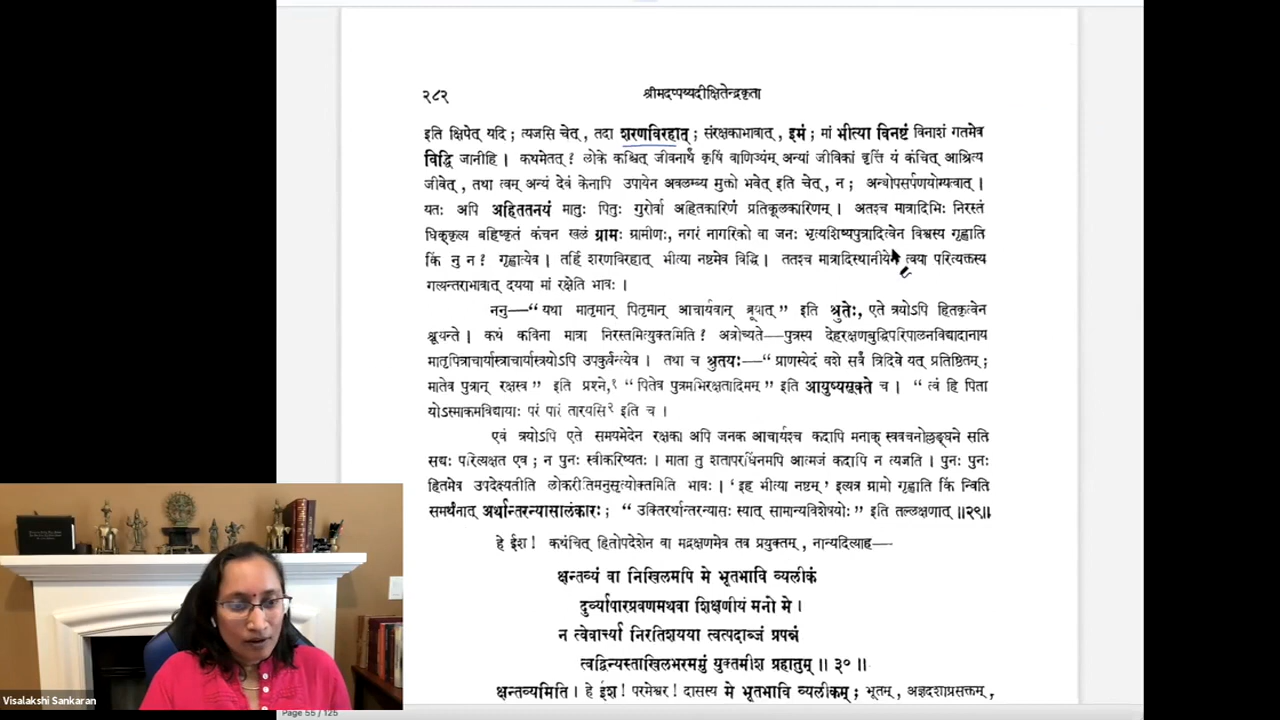 २८२ श्रीमदप्पय्यदीक्षितेन्द्रकृता
इति क्षिपेत् यदि ; त्यजसि चेत् , तदा शरणविरहात् ; संरक्षकाभावात् , इमं ; मां भीत्या विनष्टं विनाशं गतमेव
विद्धि जानीहि । कथमेतत् ? लोके कश्चित् जीवनार्थं कृषिं वाणिज्यम् अन्यां जीविकां वृत्तिं यं कंचित् आश्रित्य
जीवेत् , तथा त्वम् अन्यं देवं केनापि उपायेन अवलम्ब्य मुक्तो भवेत् इति चेत् , न ; अन्योपसर्पणयोग्यत्वात् ।
यतः अपि अहिततनयं मातुः पितुः गुरोर्वा अहितकारिणं प्रतिकूलकारिणम् । अतश्च मात्रादिभिः निरस्तं
धिक्कृत्य बहिष्कृतं कंचन खलं ग्रामः ग्रामीणः, नगरं नागरिको वा जनः भृत्यशिष्यपुत्रादित्वेन विश्वस्य गृह्णाति
किं नु न ? गृह्णात्येव । तर्हि शरणविरहात् भीत्या नष्टमेव विद्धि । ततश्च मात्रादिस्थानीयेन त्वया परित्यक्तस्य
गत्यन्तराभावात् दयया मां रक्षेति भावः ।
ननु—“ यथा मातृमान् पितृमान् आचार्यवान् ब्रूयात् ” इति श्रुतेः, एते त्रयोऽपि हितकृत्वेन
श्रूयन्ते । कथं कविना मात्रा निरस्तमित्युक्तमिति ? अत्रोच्यते—पुत्रस्य देहरक्षणबुद्धिपरिपालनविद्यादानाय
मातृपित्राचार्यास्त्राचार्यास्त्रयोऽपि उपकुर्वन्त्येव । तथा च श्रुतयः—“ प्राणस्येदं वशे सर्वं त्रिदिवे यत् प्रतिष्ठितम् ;
मातेव पुत्रान् रक्षस्व ” इति प्रश्ने,१ “ पितेव पुत्रमभिरक्षतादिमम् ” इति आयुष्यसूक्ते च । “ त्वं हि पिता
योऽस्माकमविद्यायाः परं पारं तारयसि२ इति च ।
एवं त्रयोऽपि एते समयभेदेन रक्षका अपि जनक आचार्यश्च कदापि मनाक् स्ववचनोल्लङ्घने सति
सद्यः परित्यक्षत एव ; न पुनः स्वीकरिष्यतः । माता तु शतापराधिनमपि आत्मजं कदापि न त्यजति । पुनः पुनः
हितमेव उपदेक्ष्यतीति लोकरीतिमनुसृत्योक्तमिति भावः । ‘ इह भीत्या नष्टम् ’ इत्यत्र ग्रामो गृह्णाति किं न्विति
समर्थनात् अर्थान्तरन्यासालंकारः ; “ उक्तिरर्थान्तरन्यासः स्यात् सामान्यविशेषयोः ” इति तल्लक्षणात् ॥२९॥
हे ईश ! कथंचित् हितोपदेशेन वा मद्रक्षणमेव तव प्रयुक्तम् , नान्यदित्याह—
क्षन्तव्यं वा निखिलमपि मे भूतभावि व्यलीकं
दुर्व्यापारप्रवणमथवा शिक्षणीयं मनो मे ।
न त्वेवार्त्या निरतिशयया त्वत्पदाब्जं प्रपन्नं
त्वद्विन्यस्ताखिलभरममुं युक्तमीश प्रहातुम् ॥ ३० ॥
क्षन्तव्यमिति । हे ईश ! परमेश्वर ! दासस्य मे भूतभावि व्यलीकम् ; भूतम् , अज्ञदशाप्रसक्तम् ,
Visalakshi Sankaran
Page 55 / 125